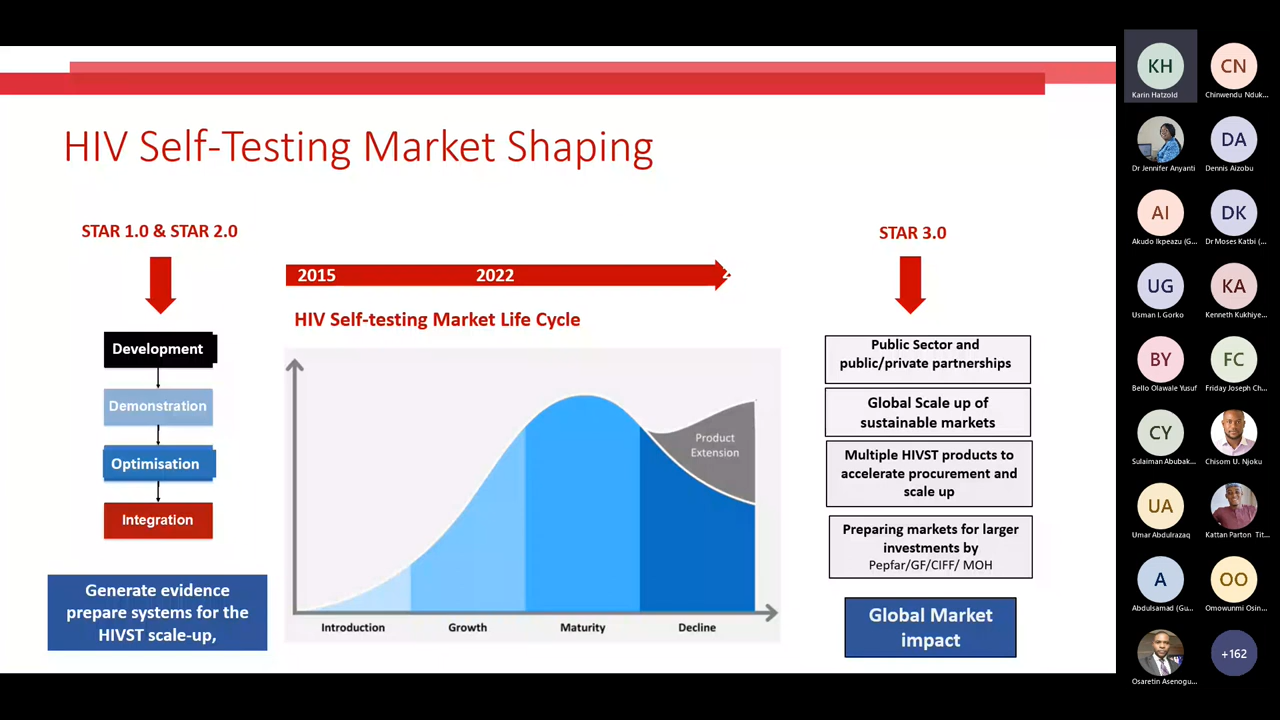 HIV Self-Testing Market Shaping
STAR 1.0 & STAR 2.0
Development
Demonstration
Optimisation
Integration
Generate evidence
prepare systems for the
HIVST scale-up,
2015 2022
HIV Self-testing Market Life Cycle
Product
Extension
Introduction Growth Maturity Decline
STAR 3.0
Public Sector and
public/private partnerships
Global Scale up of
sustainable markets
Multiple HIVST products to
accelerate procurement and
scale up
Preparing markets for larger
investments by
Pepfar/GF/CIFF/ MOH
Global Market
impact
KH
Karin Hatzold
CN
Chinwendu Nduk...
Dr Jennifer Anyanti
DA
Dennis Aizobu
AI
Akudo Ikpeazu (G...
DK
Dr Moses Katbi (...
UG
Usman I. Gorko
KA
Kenneth Kukhiye...
BY
Bello Olawale Yusuf
FC
Friday Joseph Ch...
CY
Sulaiman Abubak...
Chisom U. Njoku
UA
Umar Abdulrazaq
Kattan Parton Tit...
A
Abdulsamad (Gu...
OO
Omowunmi Osin...
Osaretin Asenogu...
+162